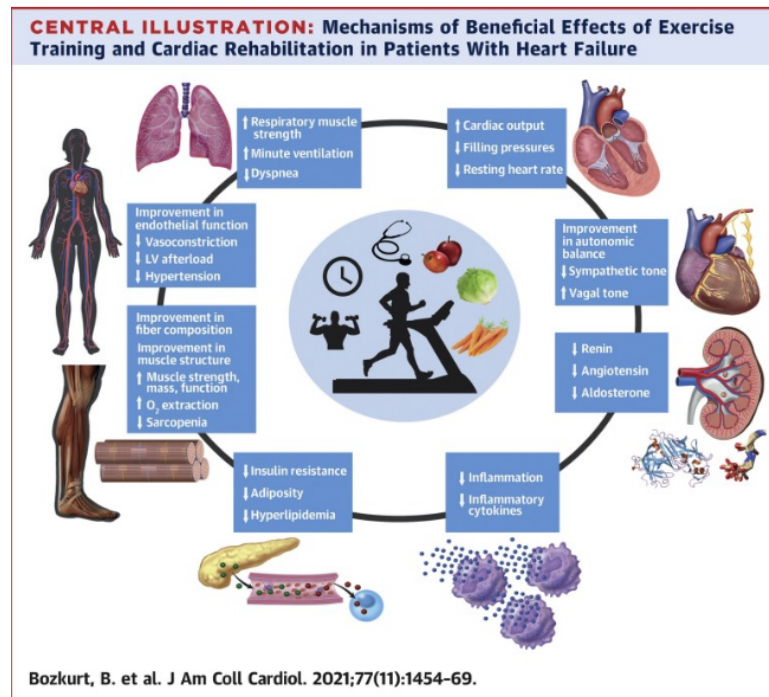 CENTRAL ILLUSTRATION: Mechanisms of Beneficial Effects of Exercise
Training and Cardiac Rehabilitation in Patients With Heart Failure
↑ Respiratory muscle
strength
↑ Minute ventilation
↓ Dyspnea
↑ Cardiac output
↓ Filling pressures
↓ Resting heart rate
Improvement in
endothelial function
↓ Vasoconstriction
↓ LV afterload
↓ Hypertension
Improvement
in autonomic
balance
↓ Sympathetic tone
↑ Vagal tone
Improvement in
fiber composition
Improvement in
muscle structure
↑ Muscle strength,
mass, function
↑ O₂ extraction
↓ Sarcopenia
↓ Renin
↓ Angiotensin
↓ Aldosterone
↓ Insulin resistance
↓ Adiposity
↓ Hyperlipidemia
↓ Inflammation
↓ Inflammatory
cytokines
Bozkurt, B. et al. J Am Coll Cardiol. 2021;77(11):1454-69.